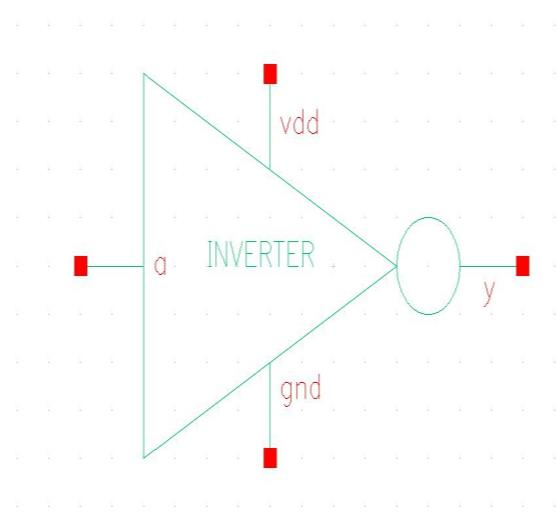 vdd
a
INVERTER
y
gnd